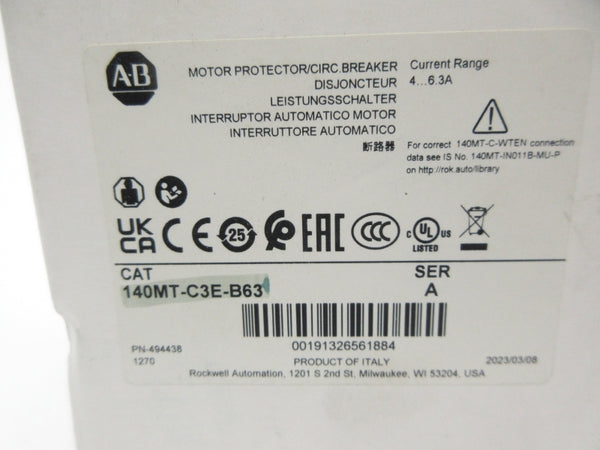 AB
MOTOR PROTECTOR/CIRC.BREAKER
DISJONCTEUR
LEISTUNGSSCHALTER
INTERRUPTOR AUTOMATICO MOTOR
INTERRUTTORE AUTOMATICO
断路器
Current Range
4...6.3A
For correct 140MT-C-WTEN connection
data see IS No. 140MT-IN011B-MU-P
on http://rok.auto/library
UK
CA CE 25 EAC CCC C UL US
LISTED
CAT
140MT-C3E-B63
SER
A
00191326561884
PN-494438
1270
PRODUCT OF ITALY
2023/03/08
Rockwell Automation, 1201 S 2nd St, Milwaukee, WI 53204, USA